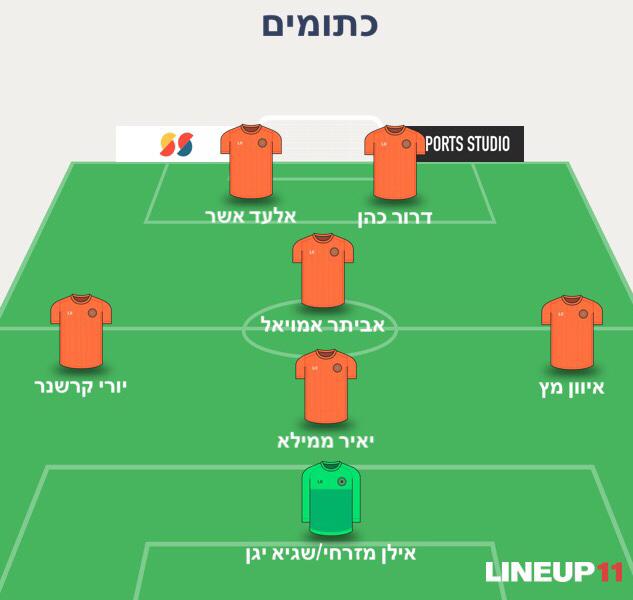 כתומים
PORTS STUDIO
דרור כהן
אלעד אשר
אביתר אמויאל
איוון מץ
יורי קרשנר
יאיר ממילא
אילן מזרחי/שגיא יגן
LINEUP11